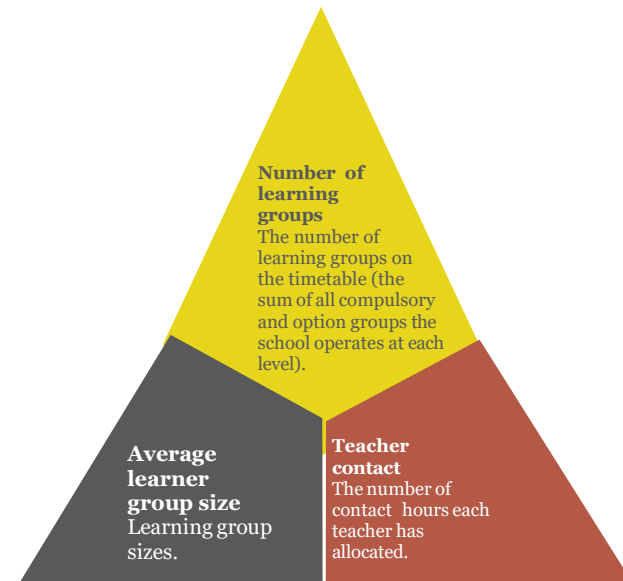 Number of
learning
groups
The number of
learning groups on
the timetable (the
sum of all compulsory
and option groups the
school operates at each
level).
Average
learner
group size
Learning group
sizes.
Teacher
contact
The number of
contact hours each
teacher has
allocated.